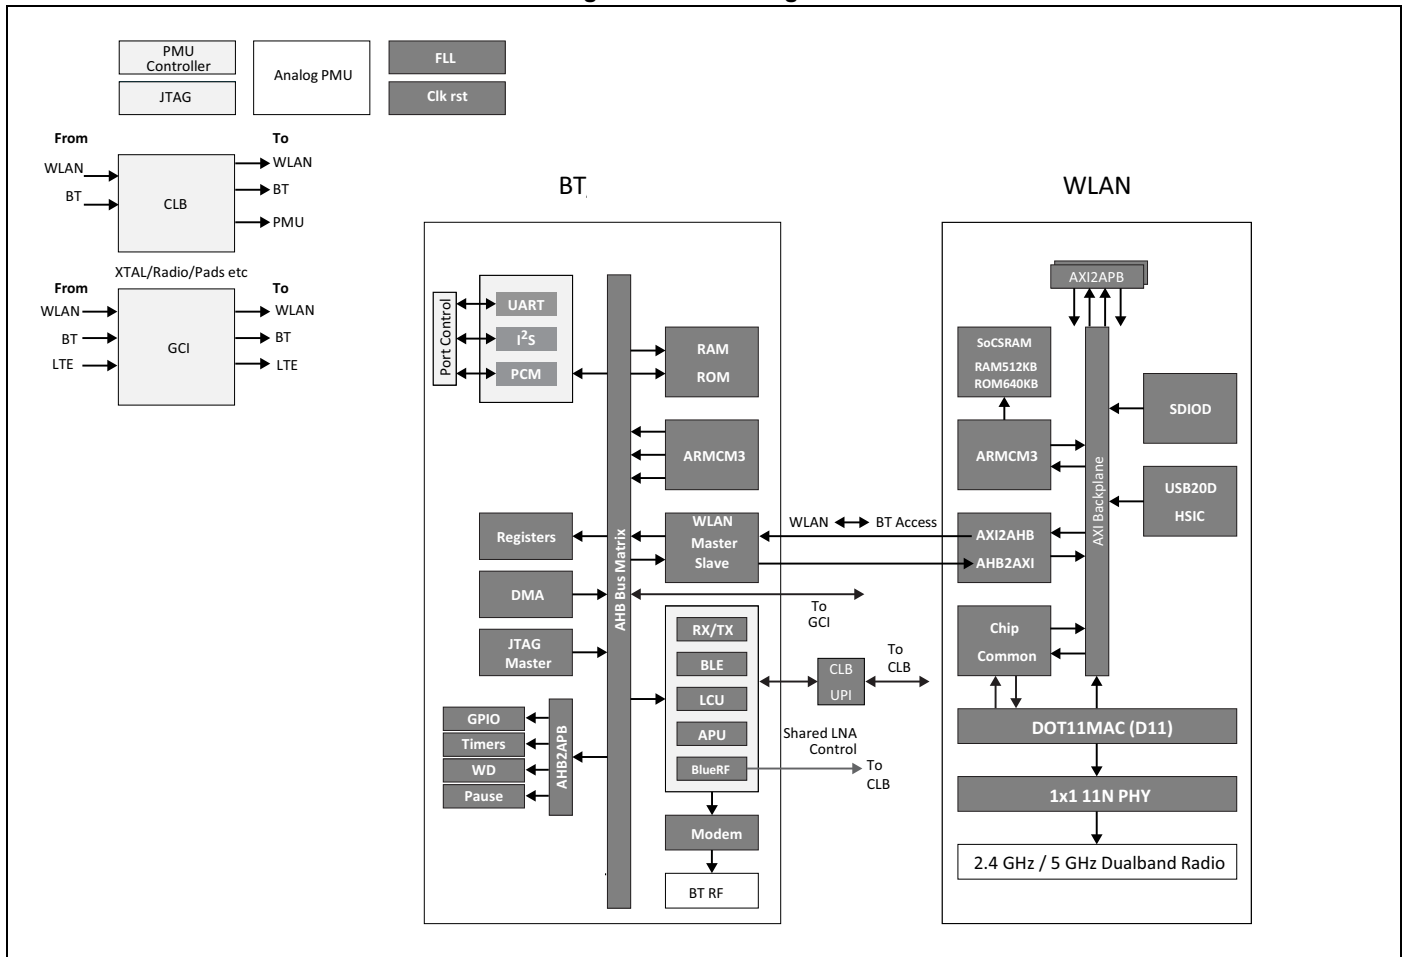 PMU
Controller
JTAG
Analog PMU
FLL
Clk rst
From
To
WLAN
BT
CLB
WLAN
BT
PMU
XTAL/Radio/Pads etc
From
To
WLAN
BT
LTE
GCI
WLAN
BT
LTE
BT
Port Control
UART
I²S
PCM
AHB Bus Matrix
RAM
ROM
ARMCM3
Registers
WLAN
Master
Slave
DMA
JTAG
Master
To
GCI
RX/TX
BLE
LCU
APU
BlueRF
CLB
UPI
To
CLB
Shared LNA
Control
To
CLB
GPIO
Timers
WD
Pause
AHB2APB
Modem
BT RF
WLAN
BT Access
WLAN
AXI2APB
SoCSRAM
RAM512KB
ROM640KB
ARMCM3
AXI Backplane
SDIOD
USB20D
HSIC
AXI2AHB
AHB2AXI
Chip
Common
DOT11MAC (D11)
1x1 11N PHY
2.4 GHz / 5 GHz Dualband Radio